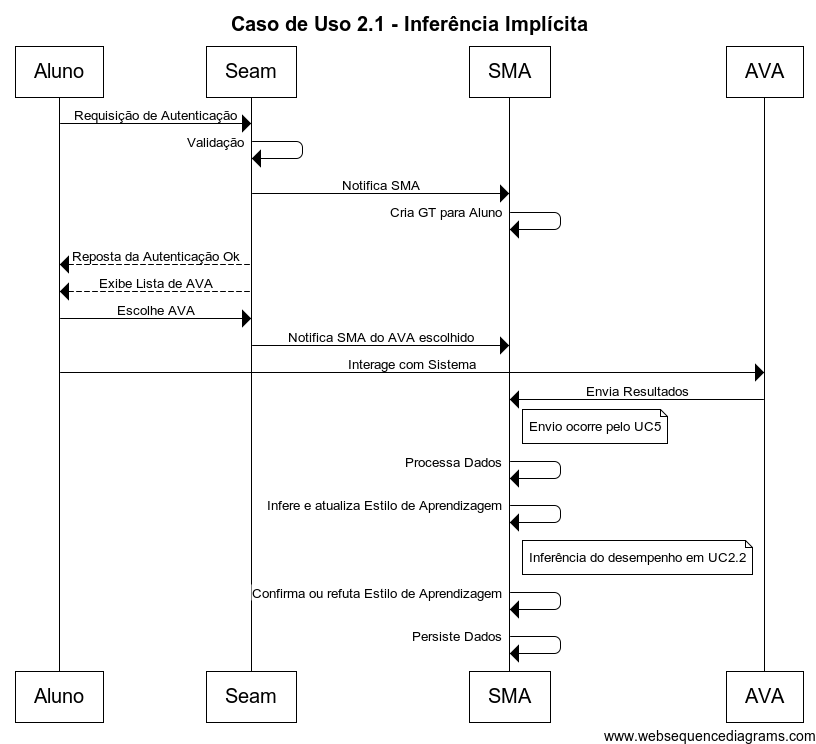 Caso de Uso 2.1 - Inferência Implícita
Aluno
Seam
SMA
AVA
Requisição de Autenticação
Validação
Notifica SMA
Cria GT para Aluno
Reposta da Autenticação Ok
Exibe Lista de AVA
Escolhe AVA
Notifica SMA do AVA escolhido
Interage com Sistema
Envia Resultados
Envio ocorre pelo UC5
Processa Dados
Infere e atualiza Estilo de Aprendizagem
Inferência do desempenho em UC2.2
Confirma ou refuta Estilo de Aprendizagem
Persiste Dados
Aluno
Seam
SMA
AVA
www.websequencediagrams.com